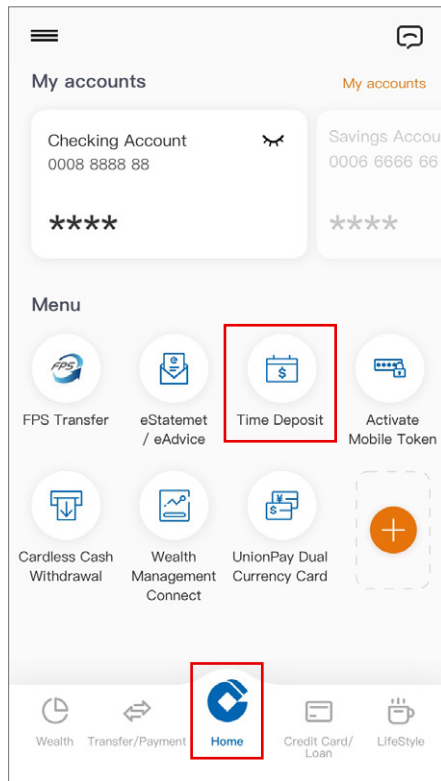 My accounts
My accounts
Checking Account
0008 8888 88
****
Savings Accou
0006 6666 66
****
Menu
FPS
FPS Transfer
eStatemet
/ eAdvice
Time Deposit
Activate
Mobile Token
Cardless Cash
Withdrawal
Wealth
Management
Connect
UnionPay Dual
Currency Card
Wealth
Transfer/Payment
Home
Credit Card/
Loan
LifeStyle